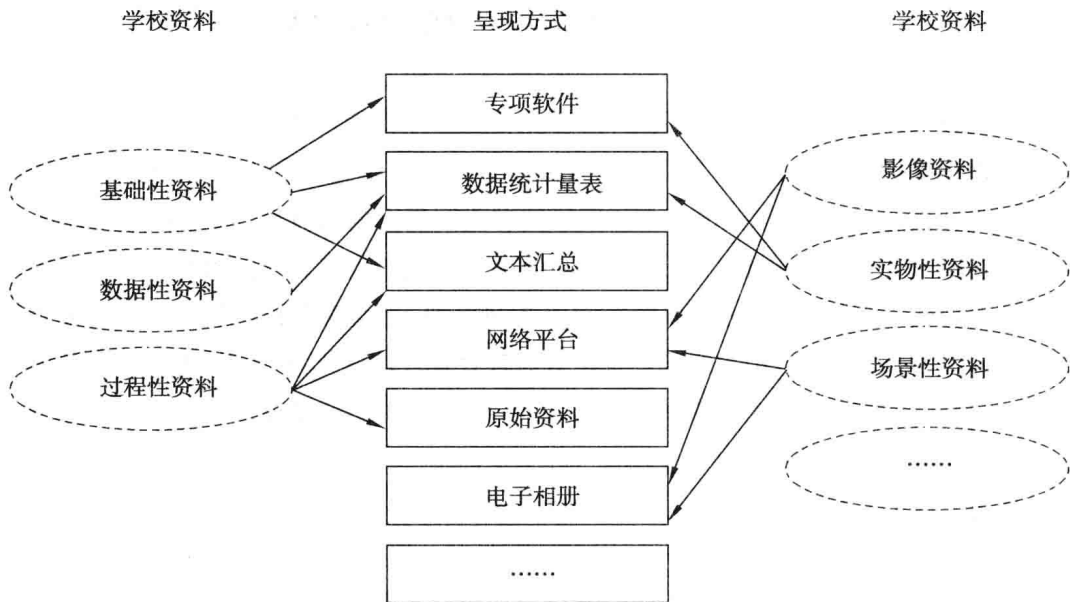 学校资料 呈现方式 学校资料
专项软件
基础性资料
数据统计量表
影像资料
文本汇总
实物性资料
数据性资料
网络平台
场景性资料
过程性资料
原始资料
……
电子相册
……